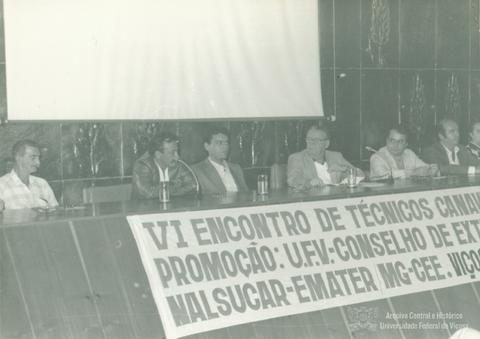 VI ENCONTRO DE TÉCNICOS CANAV
PROMOÇÃO: U.F.V.-CONSELHO DE EXT
NALSUCAR-EMATER/MG-CEE. VIÇO
Arquivo Central e Histórico
Universidade Federal de Viçosa